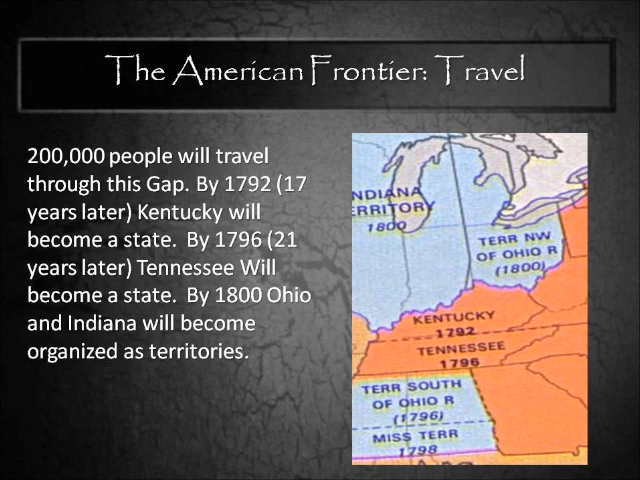 The American Frontier: Travel
200,000 people will travel
through this Gap. By 1792 (17
years later) Kentucky will
become a state. By 1796 (21
years later) Tennessee Will
become a state. By 1800 Ohio
and Indiana will become
organized as territories.
NDIANA
ERRITORY
1800
TERR NW
OF OHIO R
(1800)
KENTUCKY
1792
TENNESSEE
1796
TERR SOUTH
OF OHIO R
(1796)
MISS TERR
1798